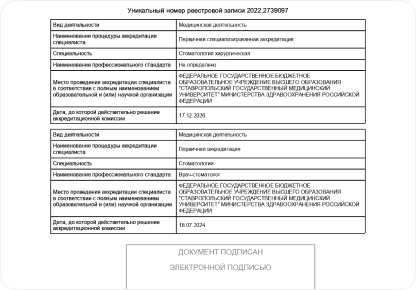 Уникальный номер реестровой записи 2022.2739097
Вид деятельности
Медицинская деятельность
Наименование процедуры аккредитации
специалиста
Первичная специализированная аккредитация
Специальность
Стоматология хирургическая
Наименование профессионального стандарта
Не определено
Место проведения аккредитации специалиста
в соответствии с полным наименованием
образовательной и (или) научной организации
ФЕДЕРАЛЬНОЕ ГОСУДАРСТВЕННОЕ БЮДЖЕТНОЕ
ОБРАЗОВАТЕЛЬНОЕ УЧРЕЖДЕНИЕ ВЫСШЕГО ОБРАЗОВАНИЯ
"СТАВРОПОЛЬСКИЙ ГОСУДАРСТВЕННЫЙ МЕДИЦИНСКИЙ
УНИВЕРСИТЕТ" МИНИСТЕРСТВА ЗДРАВООХРАНЕНИЯ РОССИЙСКОЙ
ФЕДЕРАЦИИ
Дата, до которой действительно решение
аккредитационной комиссии
17.12.2026
Вид деятельности
Медицинская деятельность
Наименование процедуры аккредитации
специалиста
Первичная аккредитация
Специальность
Стоматология
Наименование профессионального стандарта
Врач-стоматолог
Место проведения аккредитации специалиста
в соответствии с полным наименованием
образовательной и (или) научной организации
ФЕДЕРАЛЬНОЕ ГОСУДАРСТВЕННОЕ БЮДЖЕТНОЕ
ОБРАЗОВАТЕЛЬНОЕ УЧРЕЖДЕНИЕ ВЫСШЕГО ОБРАЗОВАНИЯ
"СТАВРОПОЛЬСКИЙ ГОСУДАРСТВЕННЫЙ МЕДИЦИНСКИЙ
УНИВЕРСИТЕТ" МИНИСТЕРСТВА ЗДРАВООХРАНЕНИЯ РОССИЙСКОЙ
ФЕДЕРАЦИИ
Дата, до которой действительно решение
аккредитационной комиссии
18.07.2024
ДОКУМЕНТ ПОДПИСАН
ЭЛЕКТРОННОЙ ПОДПИСЬЮ